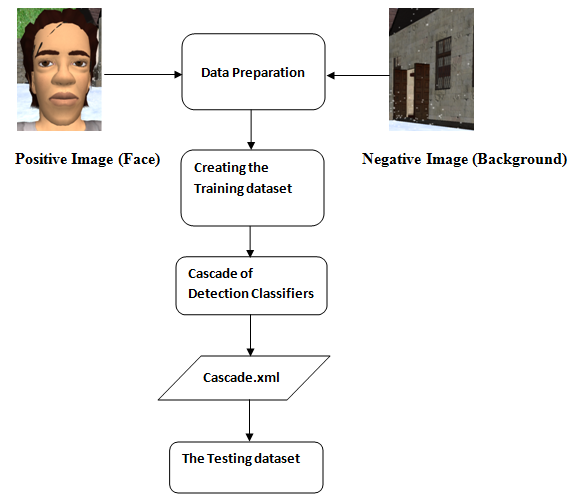 Data Preparation
Positive Image (Face)
Negative Image (Background)
Creating the
Training dataset
Cascade of
Detection Classifiers
Cascade.xml
The Testing dataset